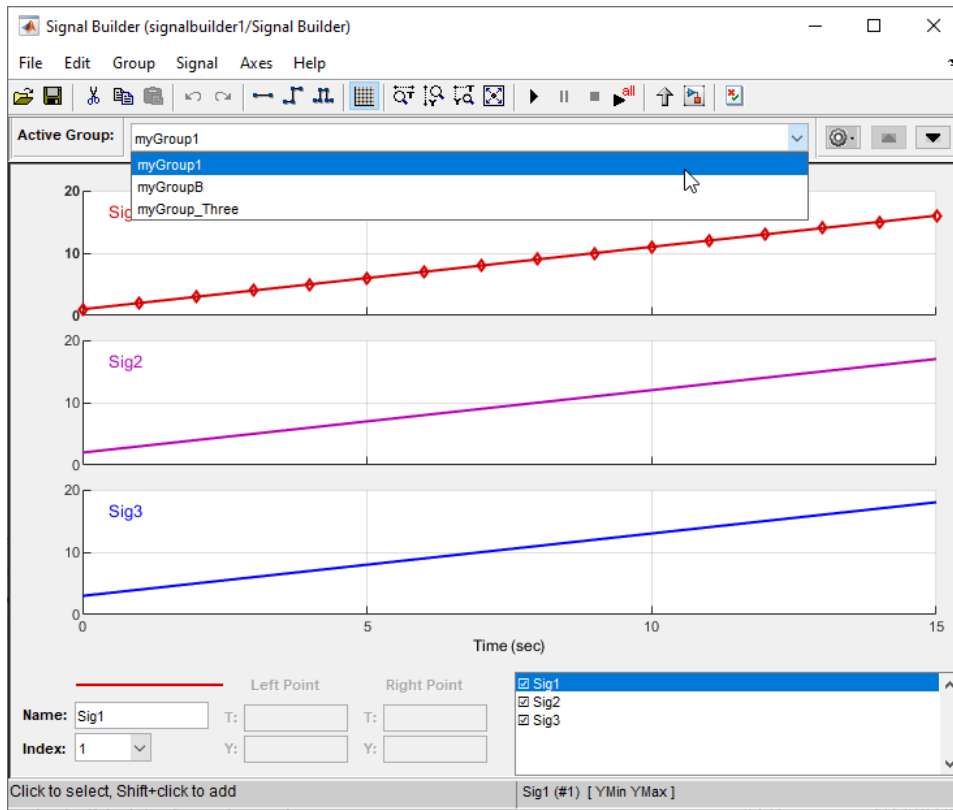 Signal Builder (signalbuilder1/Signal Builder)
File Edit Group Signal Axes Help
all
Active Group: myGroup1
myGroup1
myGroupB
myGroup_Three
20
10
0
20
Sig2
10
0
20
Sig3
10
0
0 5 10 15
Time (sec)
Left Point Right Point
Name: Sig1 T: T:
Index: 1 Y: Y:
Sig1
Sig2
Sig3
Click to select, Shift+click to add
Sig1 (#1) [ YMin YMax ]